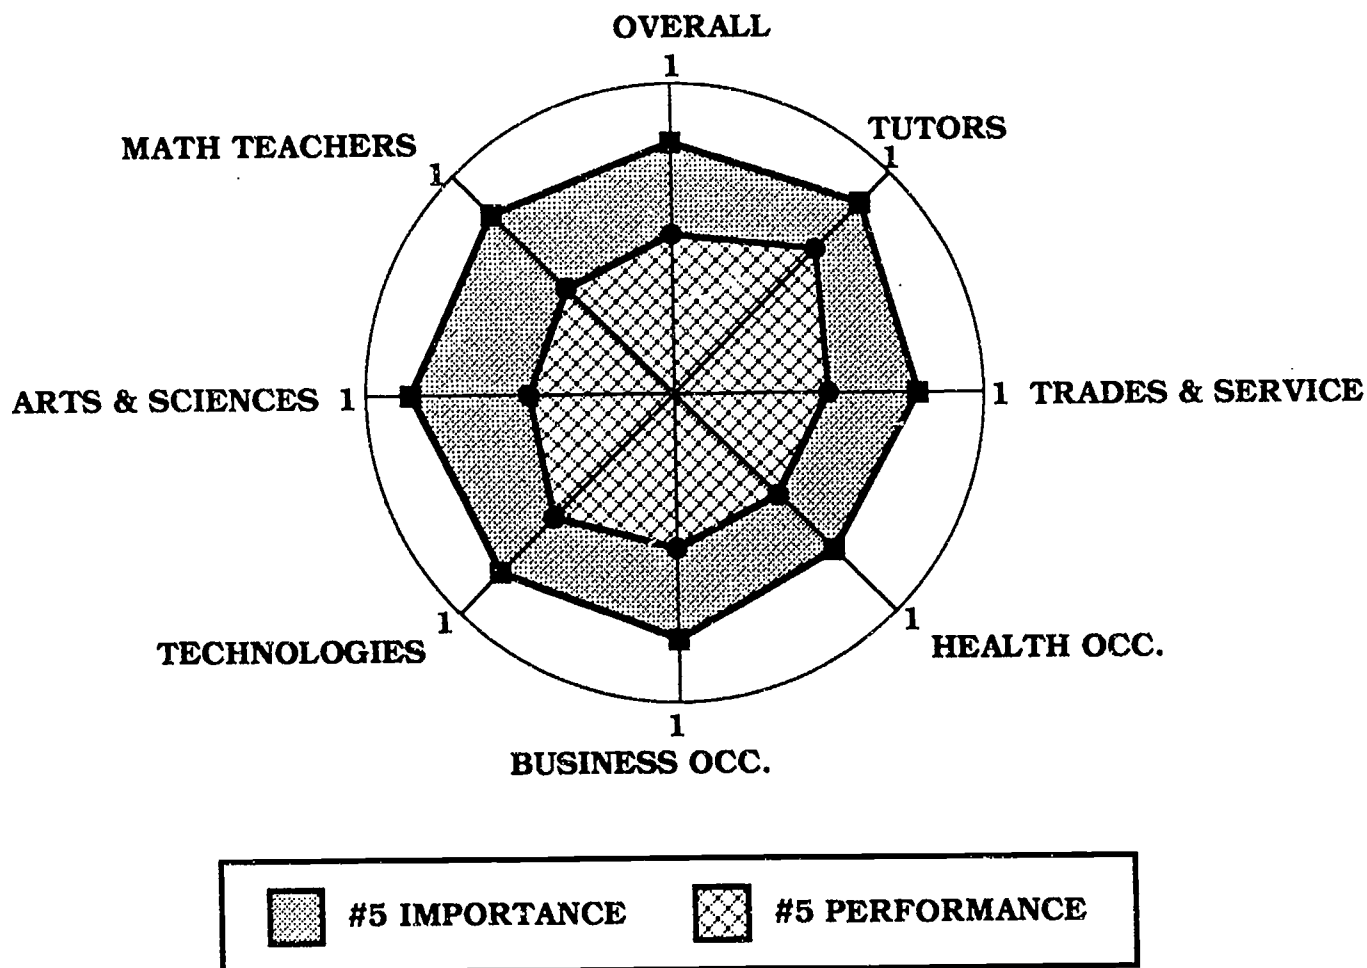 OVERALL
1
TUTORS
1
MATH TEACHERS
1
ARTS & SCIENCES 1
1 TRADES & SERVICE
1
TECHNOLOGIES
1
HEALTH OCC.
1
BUSINESS OCC.
#5 IMPORTANCE
#5 PERFORMANCE